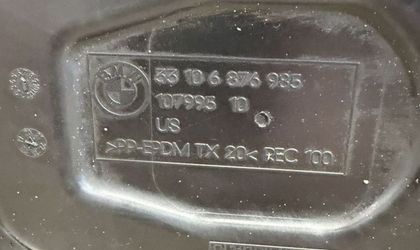 BMW
33 10 6 876 985
107995 10
US
>PP-EPDM TX 20< REC 100